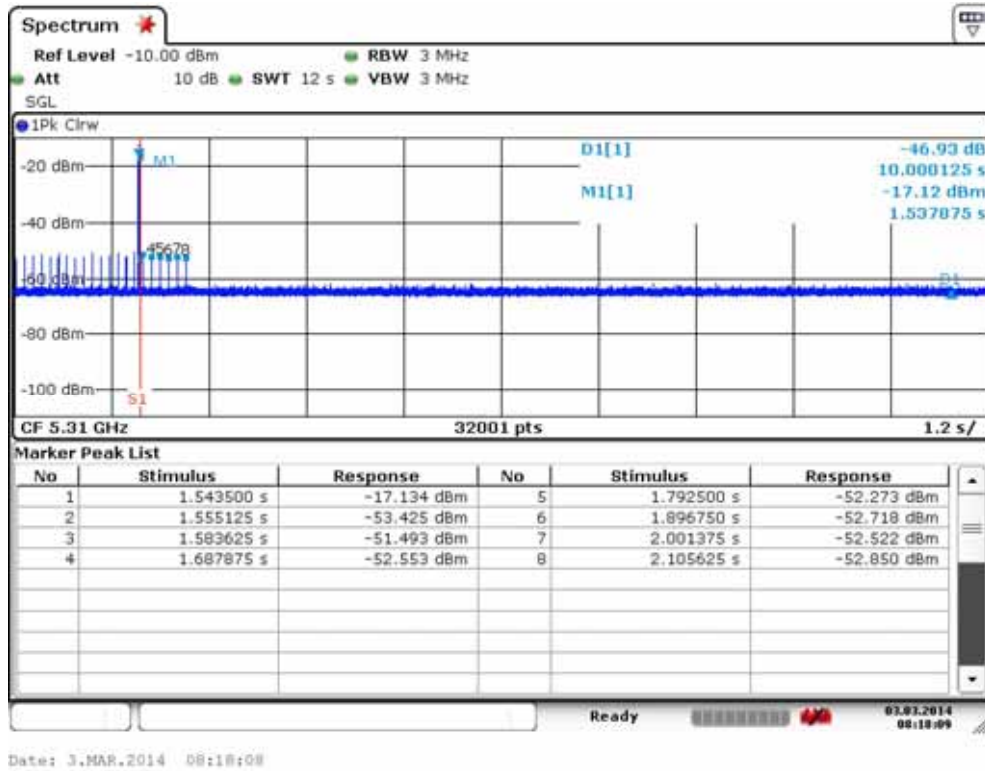 Spectrum
Ref Level -10.00 dBm RBW 3 MHz
Att 10 dB SWT 12 s VBW 3 MHz
SGL
1Pk Clrw
D1[1] -46.93 dB
10.000125 s
M1[1] -17.12 dBm
1.537875 s
M1
-20 dBm
-40 dBm
45678
-60 dBm
D1
-80 dBm
-100 dBm
S1
CF 5.31 GHz 32001 pts 1.2 s/
Marker Peak List
No Stimulus Response No Stimulus Response
1 1.543500 s -17.134 dBm 5 1.792500 s -52.273 dBm
2 1.555125 s -53.425 dBm 6 1.896750 s -52.718 dBm
3 1.583625 s -51.493 dBm 7 2.001375 s -52.522 dBm
4 1.687875 s -52.553 dBm 8 2.105625 s -52.850 dBm
Ready 03.03.2014
08:18:09
Date: 3.MAR.2014 08:18:08